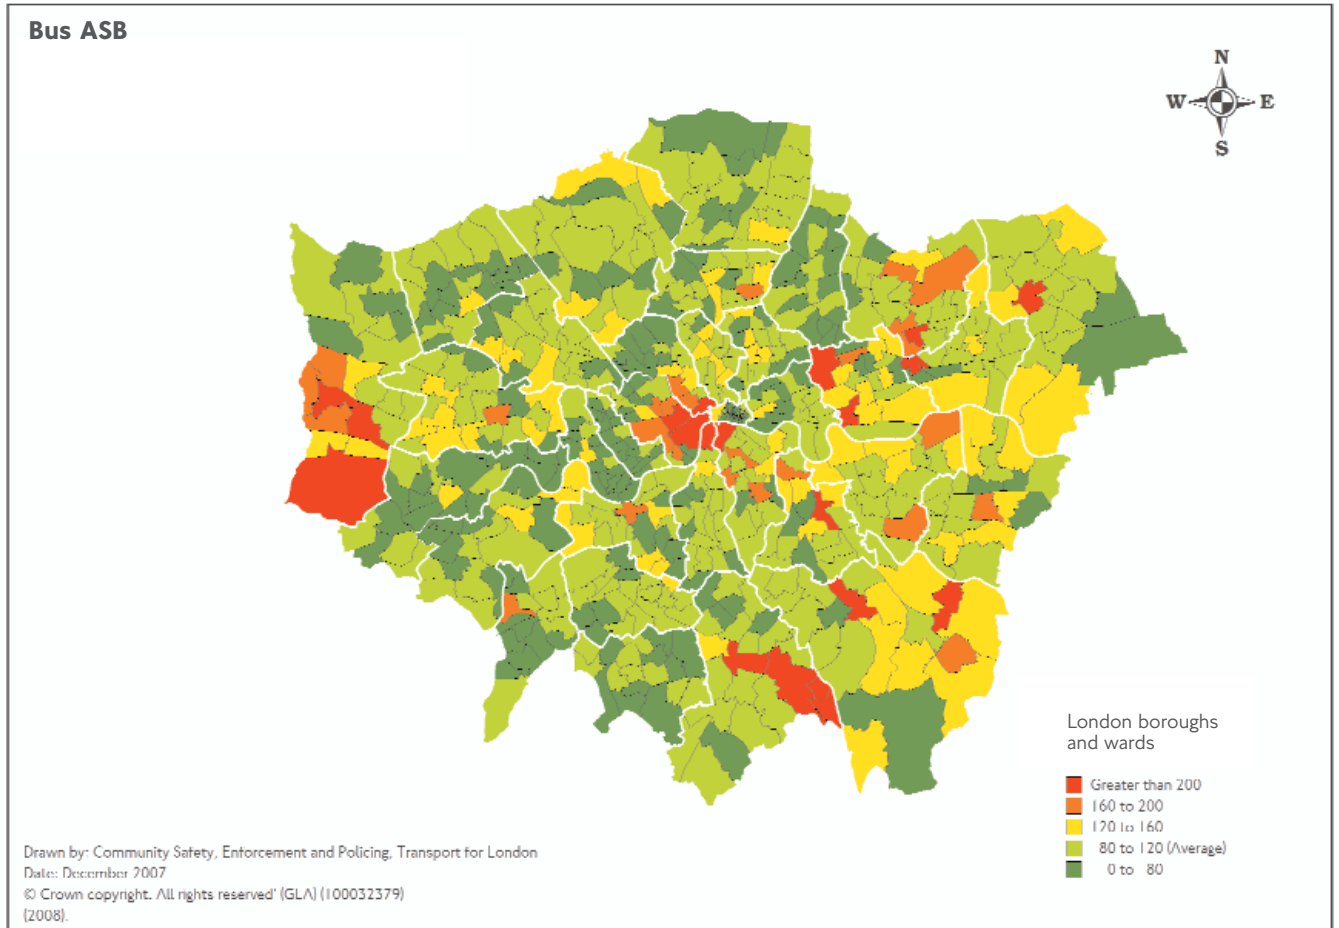 Bus ASB
N
W E
S
London boroughs
and wards
Greater than 200
160 to 200
120 to 160
80 to 120 (Average)
0 to 80
Drawn by: Community Safety, Enforcement and Policing, Transport for London
Date: December 2007
© Crown copyright. All rights reserved' (GLA) (100032379)
(2008).